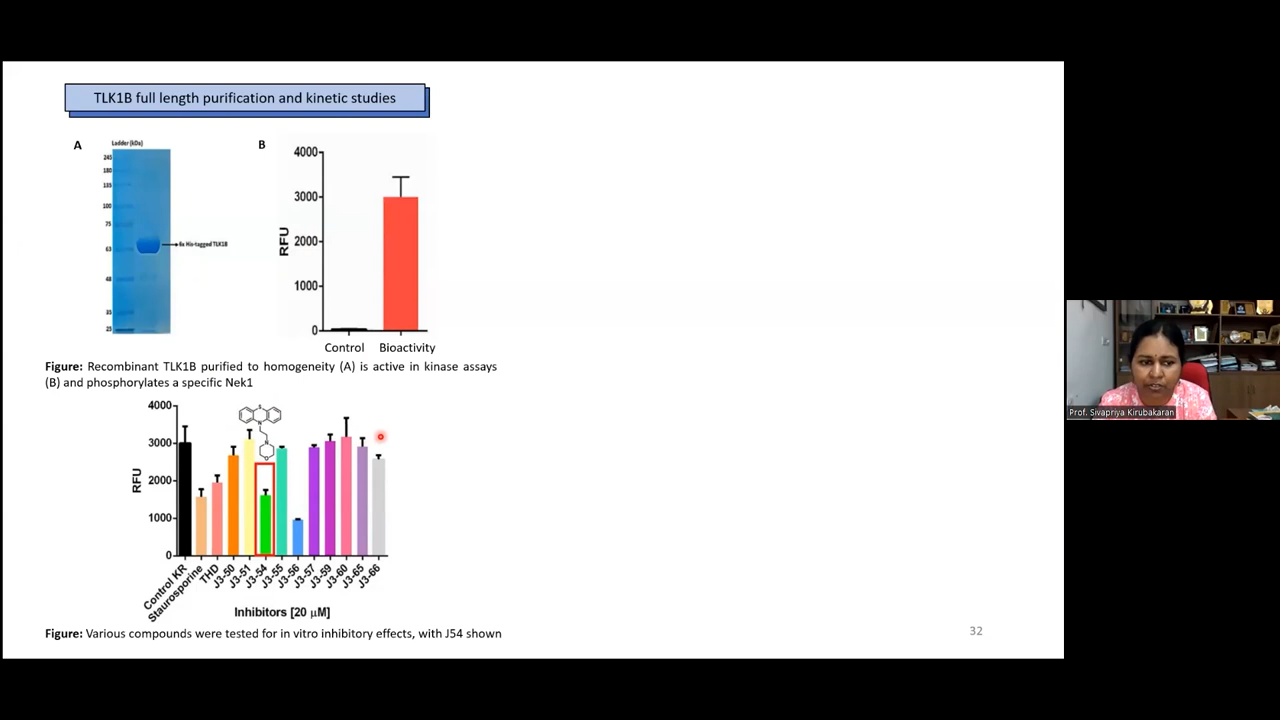 TLK1B full length purification and kinetic studies
A
Ladder (kDa)
245
180
135
100
75
63
48
35
25
6x His-tagged TLK1B
B
4000
3000
2000
1000
0
RFU
Control
Bioactivity
Figure: Recombinant TLK1B purified to homogeneity (A) is active in kinase assays
(B) and phosphorylates a specific Nek1
4000
3000
2000
1000
0
RFU
S
N
N
O
Control KR
Staurosporine
THD
J3-50
J3-51
J3-54
J3-55
J3-56
J3-57
J3-59
J3-60
J3-65
J3-66
Inhibitors [20 µM]
Figure: Various compounds were tested for in vitro inhibitory effects, with J54 shown
32
Prof. Sivapriya Kirubakaran